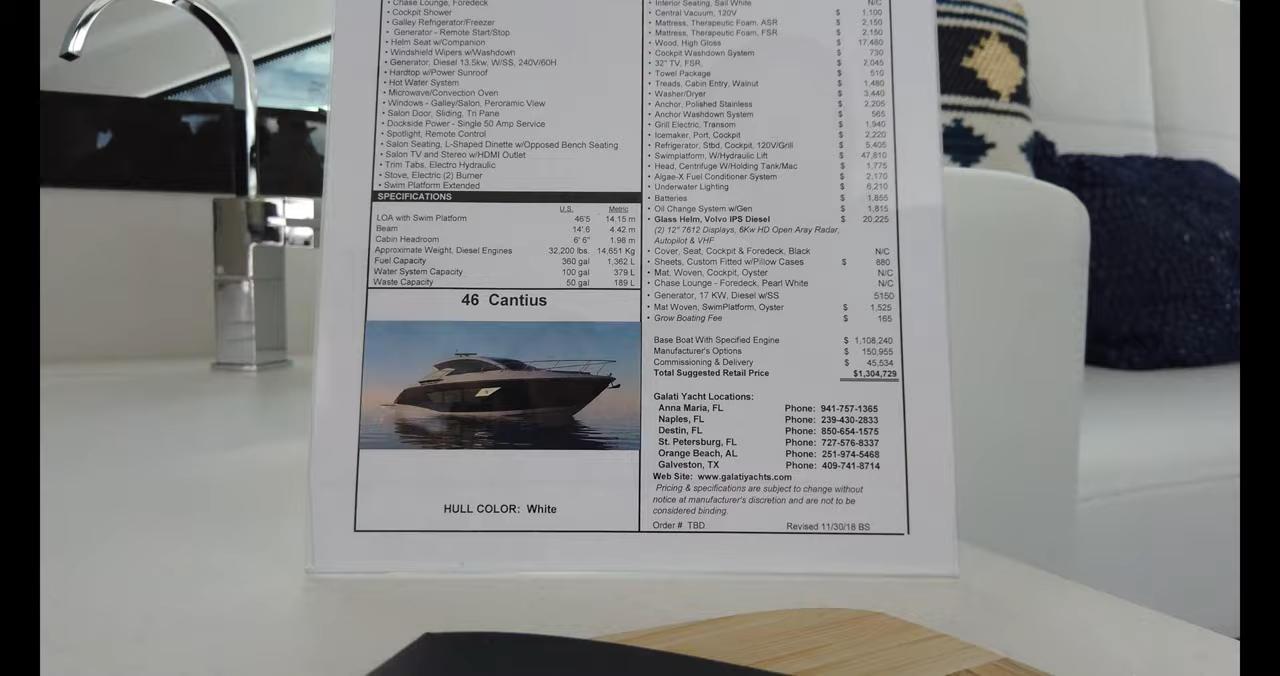 • Chase Lounge, Foredeck
• Cockpit Shower
• Galley Refrigerator/Freezer
• Generator - Remote Start/Stop
• Helm Seat w/Companion
• Windshield Wipers w/Washdown
• Generator, Diesel 13.5kw, W/SS, 240V/60H
• Hardtop w/Power Sunroof
• Hot Water System
• Microwave/Convection Oven
• Windows - Galley/Salon, Peroramic View
• Salon Door, Sliding, Tri Pane
• Dockside Power - Single 50 Amp Service
• Spotlight, Remote Control
• Salon Seating, L-Shaped Dinette w/Opposed Bench Seating
• Salon TV and Stereo w/HDMI Outlet
• Trim Tabs, Electro Hydraulic
• Stove, Electric (2) Burner
• Swim Platform Extended
SPECIFICATIONS
U.S. Metric
LOA with Swim Platform 46'5 14.15 m
Beam 14'.6 4.42 m
Cabin Headroom 6' 6" 1.98 m
Approximate Weight, Diesel Engines 32,200 lbs. 14,651 Kg
Fuel Capacity 360 gal 1,362 L
Water System Capacity 100 gal 379 L
Waste Capacity 50 gal 189 L
46 Cantius
HULL COLOR: White
• Interior Seating, Sail White N/C
• Central Vacuum, 120V $ 1,100
• Mattress, Therapeutic Foam, ASR $ 2,150
• Mattress, Therapeutic Foam, FSR $ 2,150
• Wood, High Gloss $ 17,480
• Cockpit Washdown System $ 730
• 32" TV, FSR, $ 2,045
• Towel Package $ 510
• Treads, Cabin Entry, Walnut $ 1,480
• Washer/Dryer $ 3,440
• Anchor, Polished Stainless $ 2,205
• Anchor Washdown System $ 565
• Grill Electric, Transom $ 1,940
• Icemaker, Port, Cockpit $ 2,220
• Refrigerator, Stbd, Cockpit, 120V/Grill $ 5,405
• Swimplatform, W/Hydraulic Lift $ 47,810
• Head, Centrifuge W/Holding Tank/Mac $ 1,775
• Algae-X Fuel Conditioner System $ 2,170
• Underwater Lighting $ 6,210
• Batteries $ 1,855
• Oil Change System w/Gen $ 1,815
• Glass Helm, Volvo IPS Diesel $ 20,225
(2) 12" 7612 Displays, 6Kw HD Open Aray Radar,
Autopilot & VHF
• Cover, Seat, Cockpit & Foredeck, Black N/C
• Sheets, Custom Fitted w/Pillow Cases $ 880
• Mat. Woven, Cockpit, Oyster N/C
• Chase Lounge - Foredeck, Pearl White N/C
• Generator, 17 KW, Diesel w/SS 5150
• Mat Woven, SwimPlatform, Oyster $ 1,525
• Grow Boating Fee $ 165
Base Boat With Specified Engine $ 1,108,240
Manufacturer's Options $ 150,955
Commissioning & Delivery $ 45,534
Total Suggested Retail Price $1,304,729
Galati Yacht Locations:
Anna Maria, FL Phone: 941-757-1365
Naples, FL Phone: 239-430-2833
Destin, FL Phone: 850-654-1575
St. Petersburg, FL Phone: 727-576-8337
Orange Beach, AL Phone: 251-974-5468
Galveston, TX Phone: 409-741-8714
Web Site: www.galatiyachts.com
Pricing & specifications are subject to change without
notice at manufacturer's discretion and are not to be
considered binding.
Order # TBD Revised 11/30/18 BS